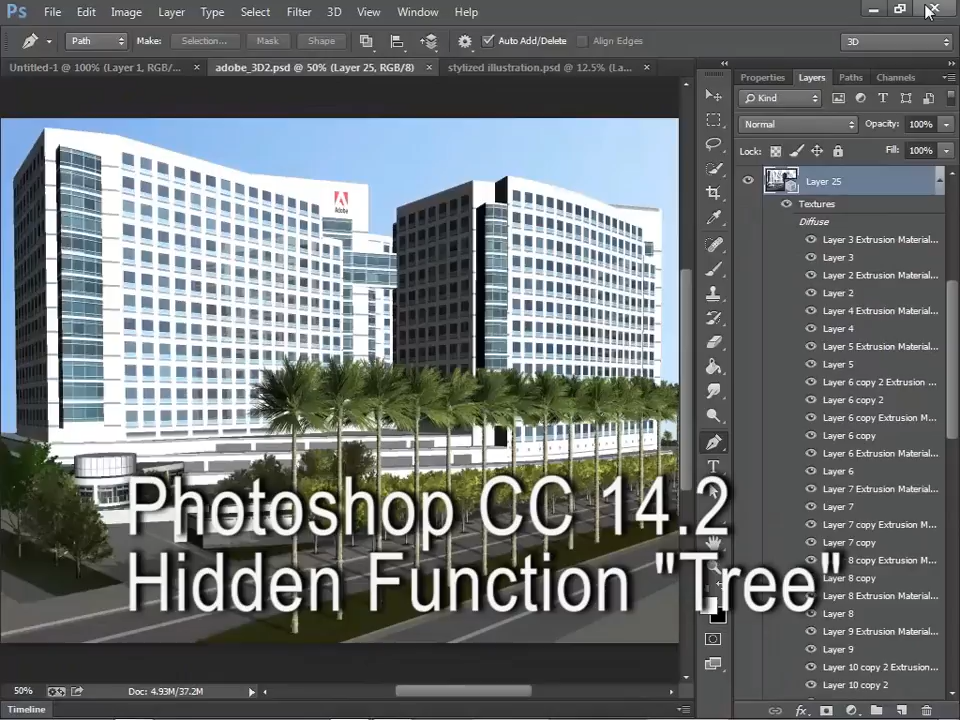 Ps File Edit Image Layer Type Select Filter 3D View Window Help
Path Make: Selection... Mask Shape Auto Add/Delete Align Edges 3D
Untitled-1 @ 100% (Layer 1, RGB/... × adobe_3D2.psd @ 50% (Layer 25, RGB/8) × stylized illustration.psd @ 12.5% (La... ×
Properties Layers Paths Channels
Kind
Normal Opacity: 100%
Lock: Fill: 100%
Layer 25
Textures
Diffuse
Layer 3 Extrusion Material...
Layer 3
Layer 2 Extrusion Material...
Layer 2
Layer 4 Extrusion Material...
Layer 4
Layer 5 Extrusion Material...
Layer 5
Layer 6 copy 2 Extrusion ...
Layer 6 copy 2
Layer 6 copy Extrusion M...
Layer 6 copy
Layer 6 Extrusion Material...
Layer 6
Layer 7 Extrusion Material...
Layer 7
Layer 7 copy Extrusion M...
Layer 7 copy
Layer 8 copy Extrusion M...
Layer 8 copy
Layer 8 Extrusion Material...
Layer 8
Layer 9 Extrusion Material...
Layer 9
Layer 10 copy 2 Extrusion...
Layer 10 copy 2
Adobe
Photoshop CC 14.2
Hidden Function "Tree"
50% Doc: 4.93M/37.2M
Timeline
fx